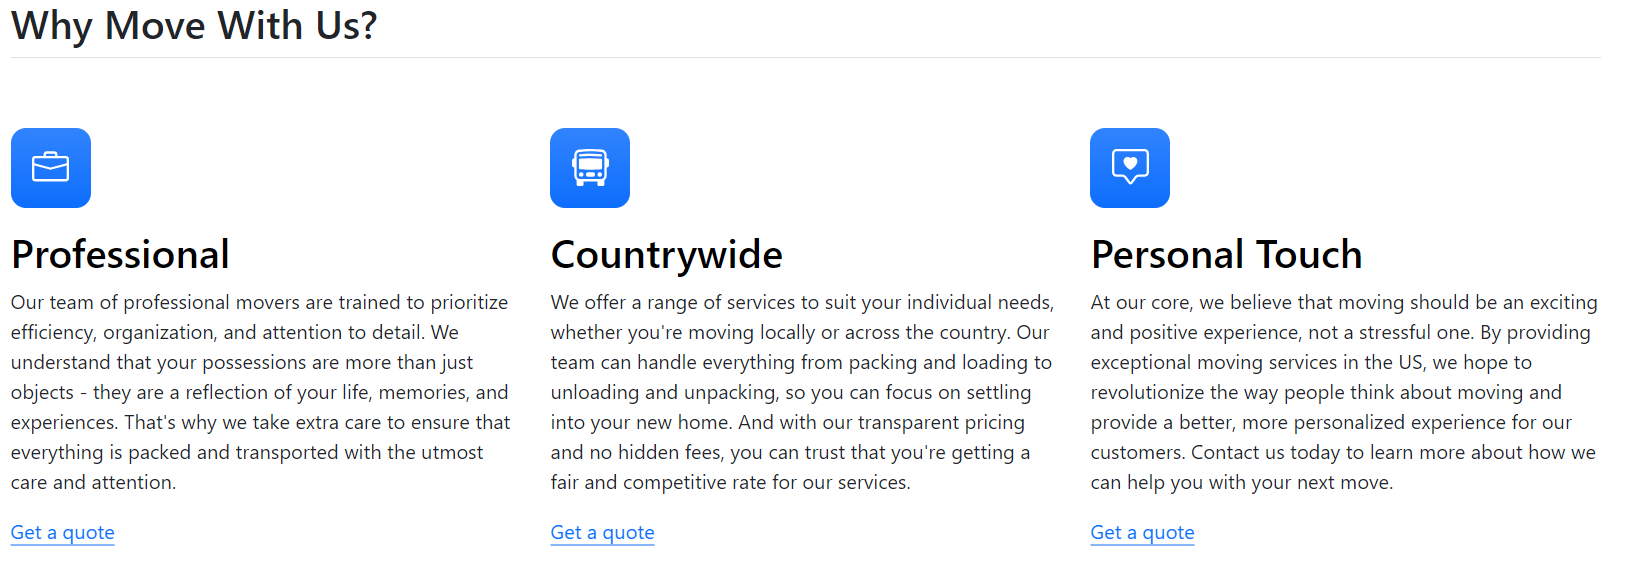 Why Move With Us?
Professional
Our team of professional movers are trained to prioritize
efficiency, organization, and attention to detail. We
understand that your possessions are more than just
objects - they are a reflection of your life, memories, and
experiences. That's why we take extra care to ensure that
everything is packed and transported with the utmost
care and attention.
Get a quote
Countrywide
We offer a range of services to suit your individual needs,
whether you're moving locally or across the country. Our
team can handle everything from packing and loading to
unloading and unpacking, so you can focus on settling
into your new home. And with our transparent pricing
and no hidden fees, you can trust that you're getting a
fair and competitive rate for our services.
Get a quote
Personal Touch
At our core, we believe that moving should be an exciting
and positive experience, not a stressful one. By providing
exceptional moving services in the US, we hope to
revolutionize the way people think about moving and
provide a better, more personalized experience for our
customers. Contact us today to learn more about how we
can help you with your next move.
Get a quote